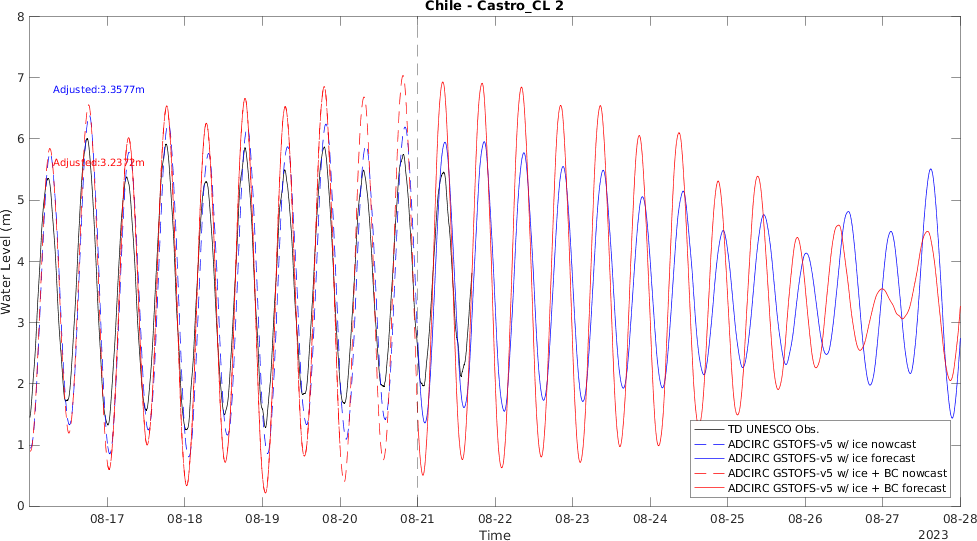 Chile - Castro_CL 2
Water Level (m)
8
7
6
5
4
3
2
1
0
Adjusted:3.3577m
Adjusted:3.2372m
TD UNESCO Obs.
ADCIRC GSTOFS-v5 w/ ice nowcast
ADCIRC GSTOFS-v5 w/ ice forecast
ADCIRC GSTOFS-v5 w/ ice + BC nowcast
ADCIRC GSTOFS-v5 w/ ice + BC forecast
08-17 08-18 08-19 08-20 08-21 08-22 08-23 08-24 08-25 08-26 08-27 08-28
Time
2023